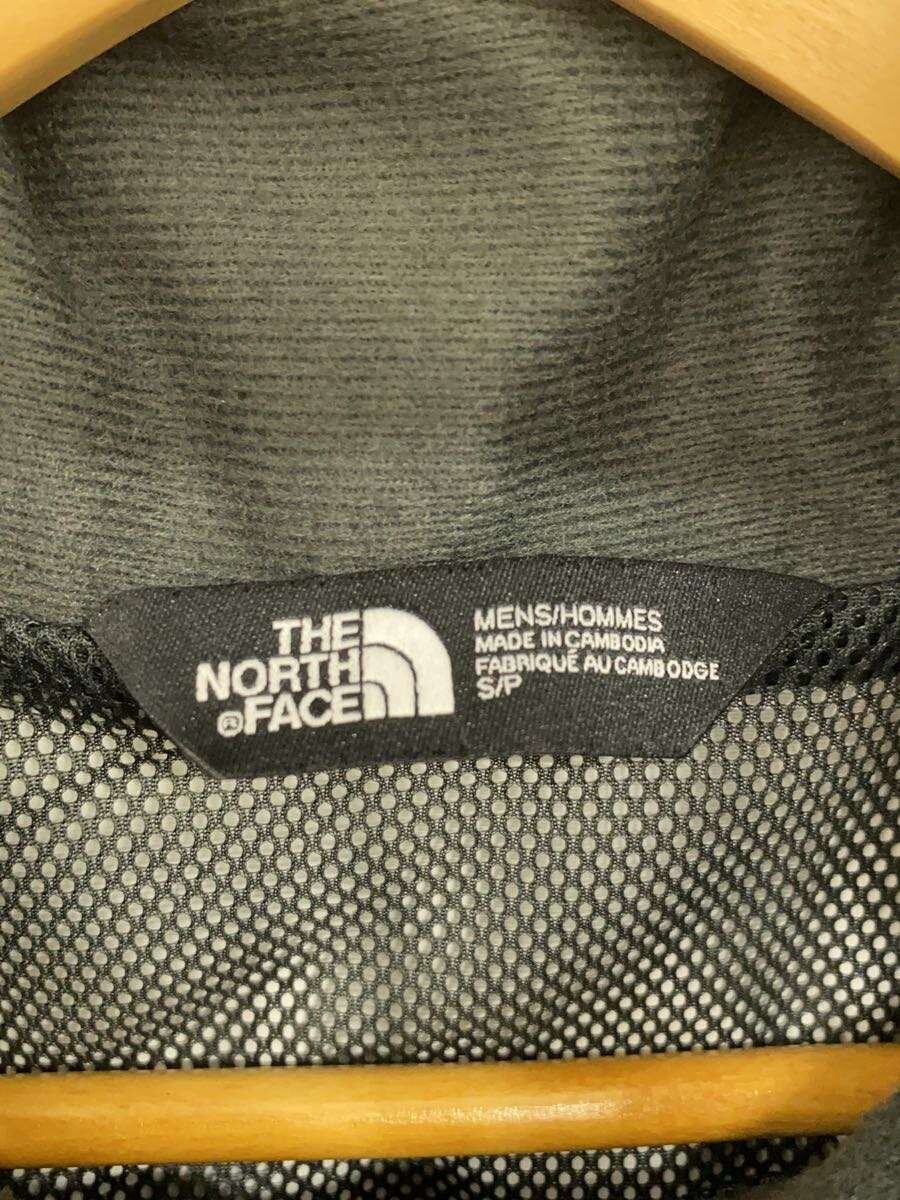 THE
NORTH
®FACE
MENS/HOMMES
MADE IN CAMBODIA
FABRIQUÉ AU CAMBODGE
S/P